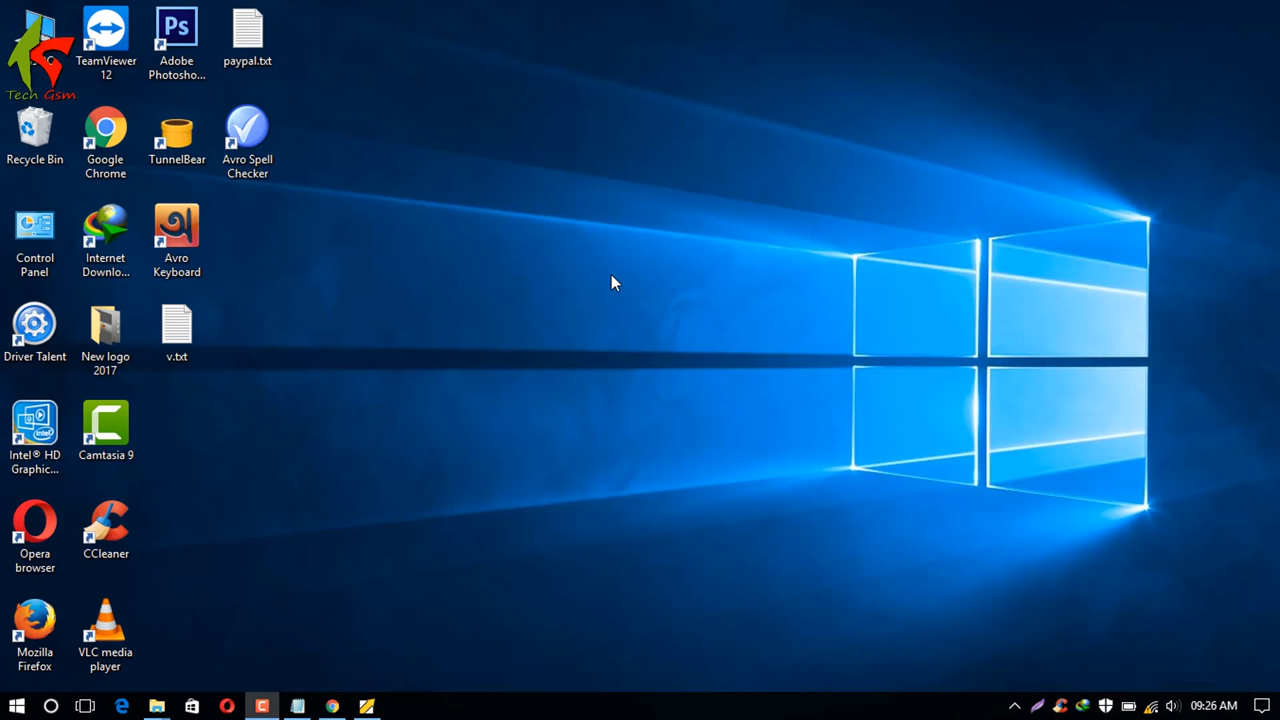 TeamViewer
12
Adobe
Photosho...
paypal.txt
Tech Gsm
Recycle Bin
Google
Chrome
TunnelBear
Avro Spell
Checker
Control
Panel
Internet
Downlo...
অ
Avro
Keyboard
Driver Talent
New logo
2017
v.txt
intel
Intel® HD
Graphic...
Camtasia 9
Opera
browser
CCleaner
Mozilla
Firefox
VLC media
player
Ps
09:26 AM